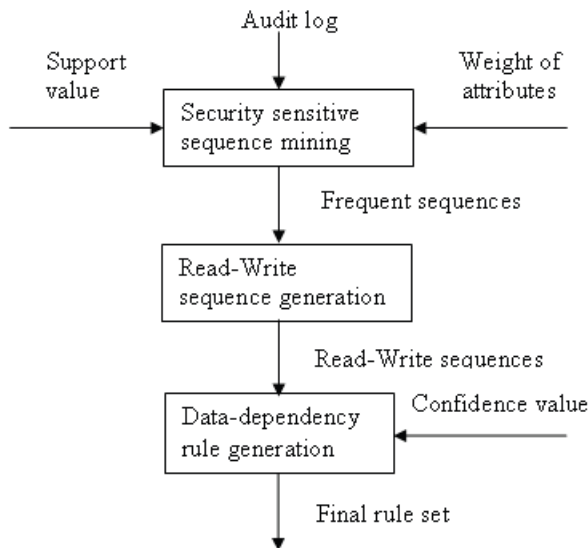 Audit log
Support
value
Weight of
attributes
Security sensitive
sequence mining
Frequent sequences
Read-Write
sequence generation
Read-Write sequences
Confidence value
Data-dependency
rule generation
Final rule set